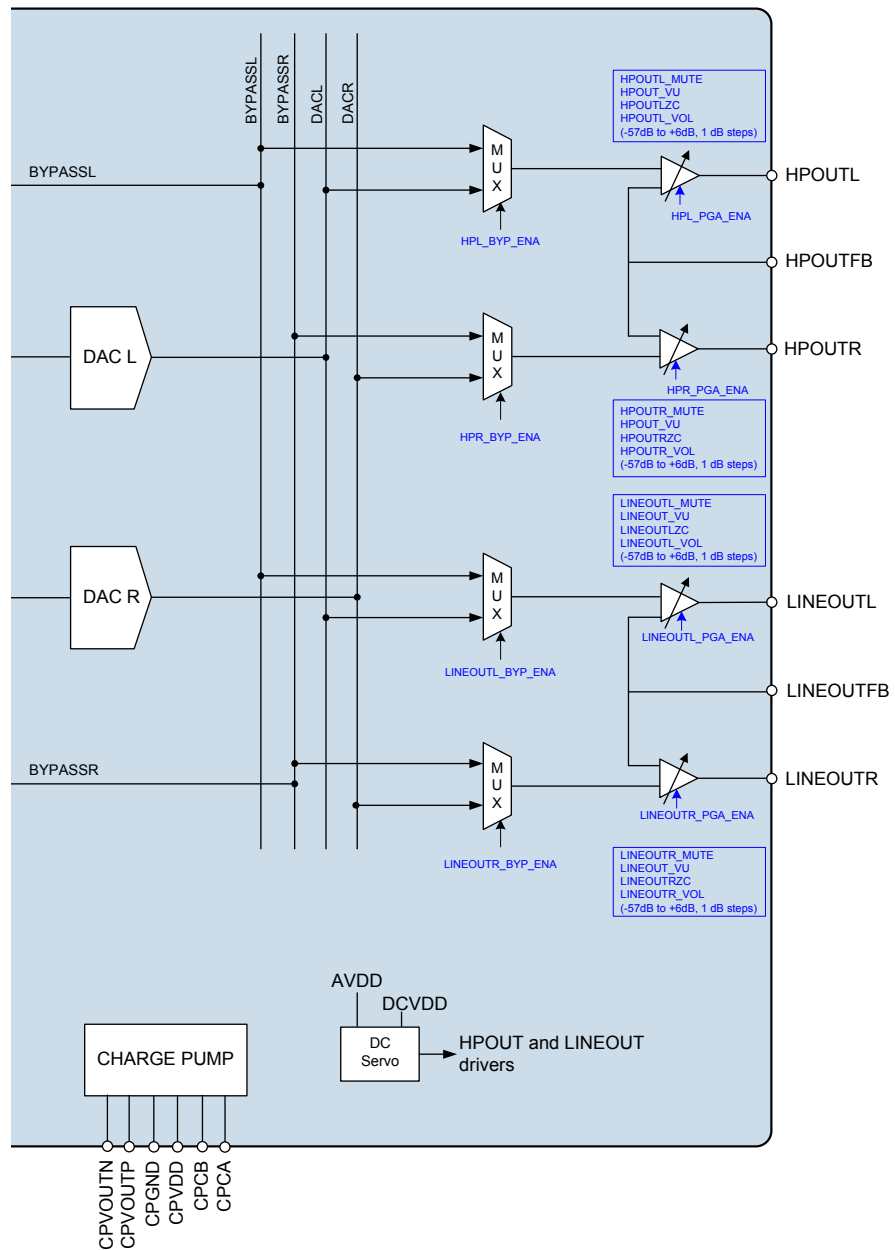 BYPASSL
BYPASSR
DACL
DACR
HPOUTL_MUTE
HPOUT_VU
HPOUTLZC
HPOUTL_VOL
(-57dB to +6dB, 1 dB steps)
BYPASSL
MUX
HPOUTL
HPL_PGA_ENA
HPL_BYP_ENA
HPOUTFB
DAC L
MUX
HPOUTR
HPR_PGA_ENA
HPR_BYP_ENA
HPOUTR_MUTE
HPOUT_VU
HPOUTRZC
HPOUTR_VOL
(-57dB to +6dB, 1 dB steps)
LINEOUTL_MUTE
LINEOUT_VU
LINEOUTLZC
LINEOUTL_VOL
(-57dB to +6dB, 1 dB steps)
DAC R
MUX
LINEOUTL
LINEOUTL_PGA_ENA
LINEOUTL_BYP_ENA
LINEOUTFB
BYPASSR
MUX
LINEOUTR
LINEOUTR_PGA_ENA
LINEOUTR_BYP_ENA
LINEOUTR_MUTE
LINEOUT_VU
LINEOUTRZC
LINEOUTR_VOL
(-57dB to +6dB, 1 dB steps)
AVDD
DCVDD
CHARGE PUMP
DC
Servo
HPOUT and LINEOUT
drivers
CPVOUTN
CPVOUTP
CPGND
CPVDD
CPCB
CPCA